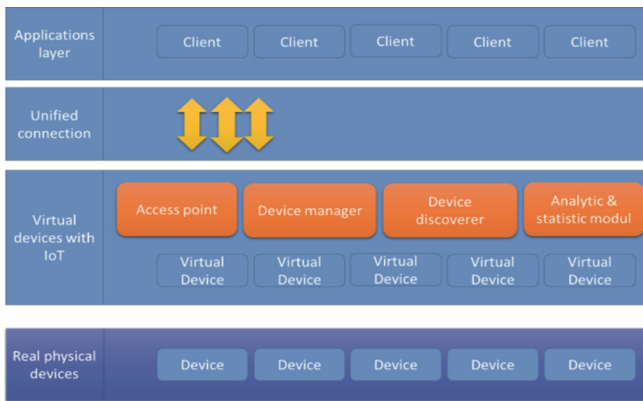 Applications
layer
Client Client Client Client Client
Unified
connection
Virtual
devices with
IoT
Access point
Device manager
Device
discoverer
Analytic &
statistic modul
Virtual
Device
Virtual
Device
Virtual
Device
Virtual
Device
Virtual
Device
Real physical
devices
Device Device Device Device Device